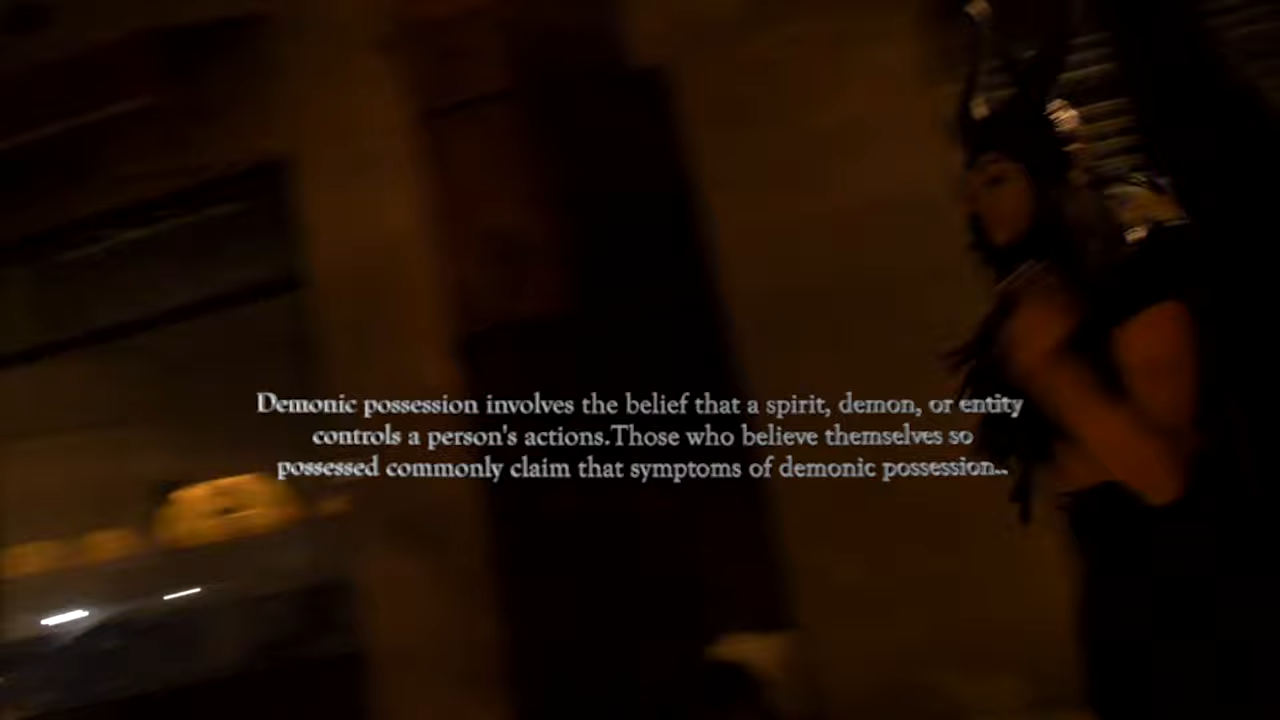 Demonic possession involves the belief that a spirit, demon, or entity
controls a person's actions.Those who believe themselves so
possessed commonly claim that symptoms of demonic possession..